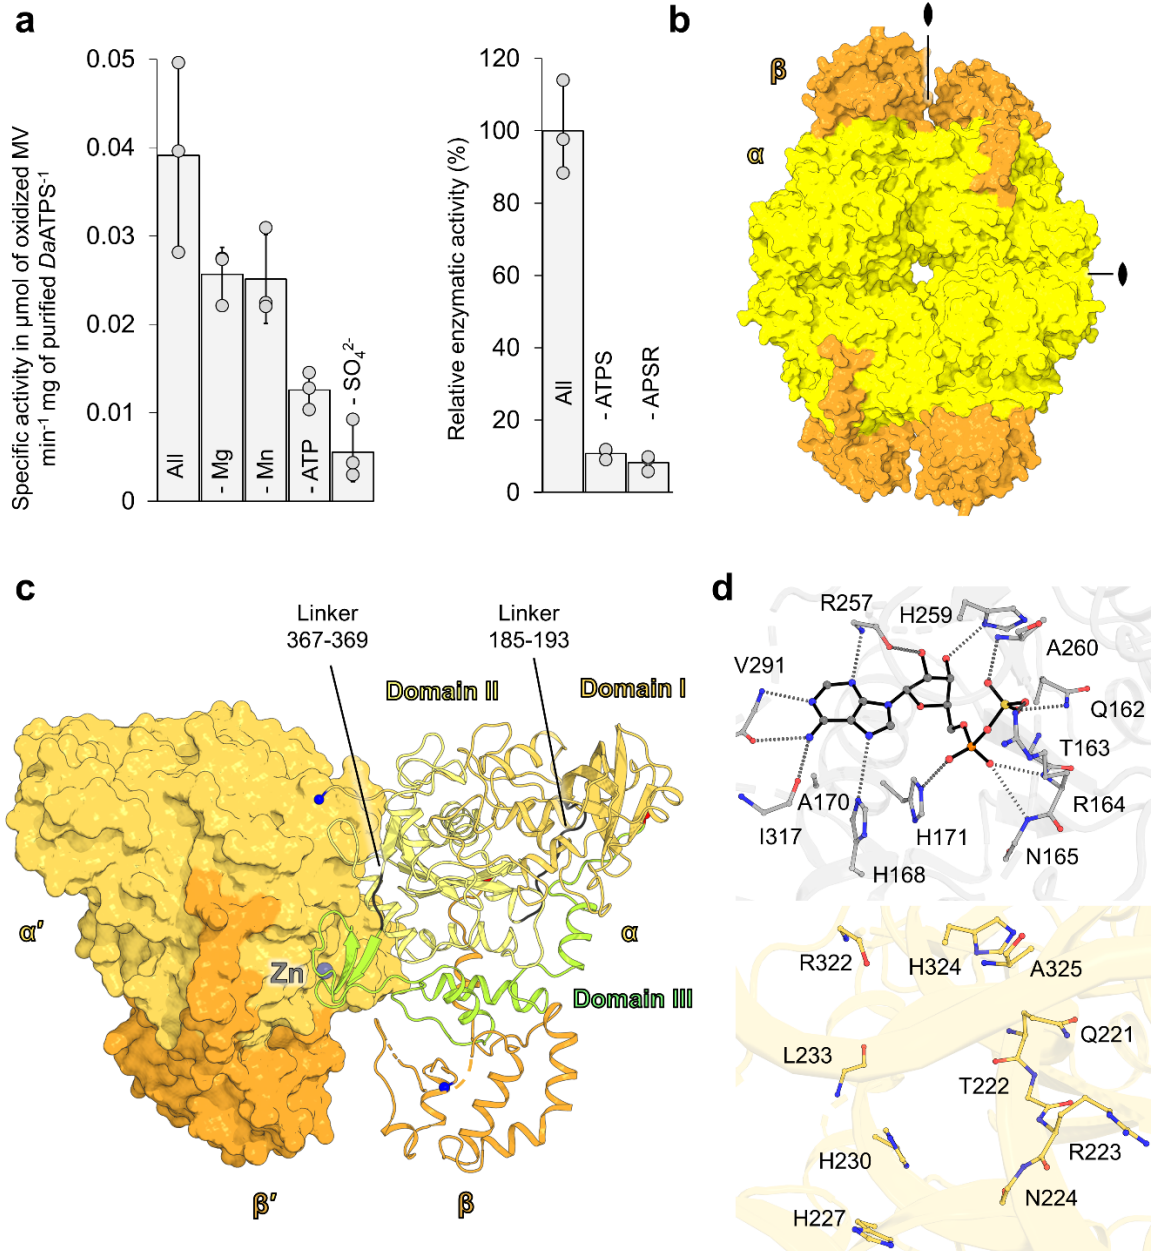 a
Specific activity in µmol of oxidized MV
min⁻¹ mg of purified DaATPS⁻¹
0.05
0.04
0.03
0.02
0.01
0
All
- Mg
- Mn
- ATP
- SO₄²⁻
Relative enzymatic activity (%)
120
100
80
60
40
20
0
All
- ATPS
- APSR
b
β
α
c
Linker
367-369
Linker
185-193
Domain II
Domain I
α′
Zn
α
Domain III
β′
β
d
R257
H259
V291
A260
Q162
T163
A170
R164
I317
H171
N165
H168
R322
H324
A325
Q221
L233
T222
R223
H230
N224
H227